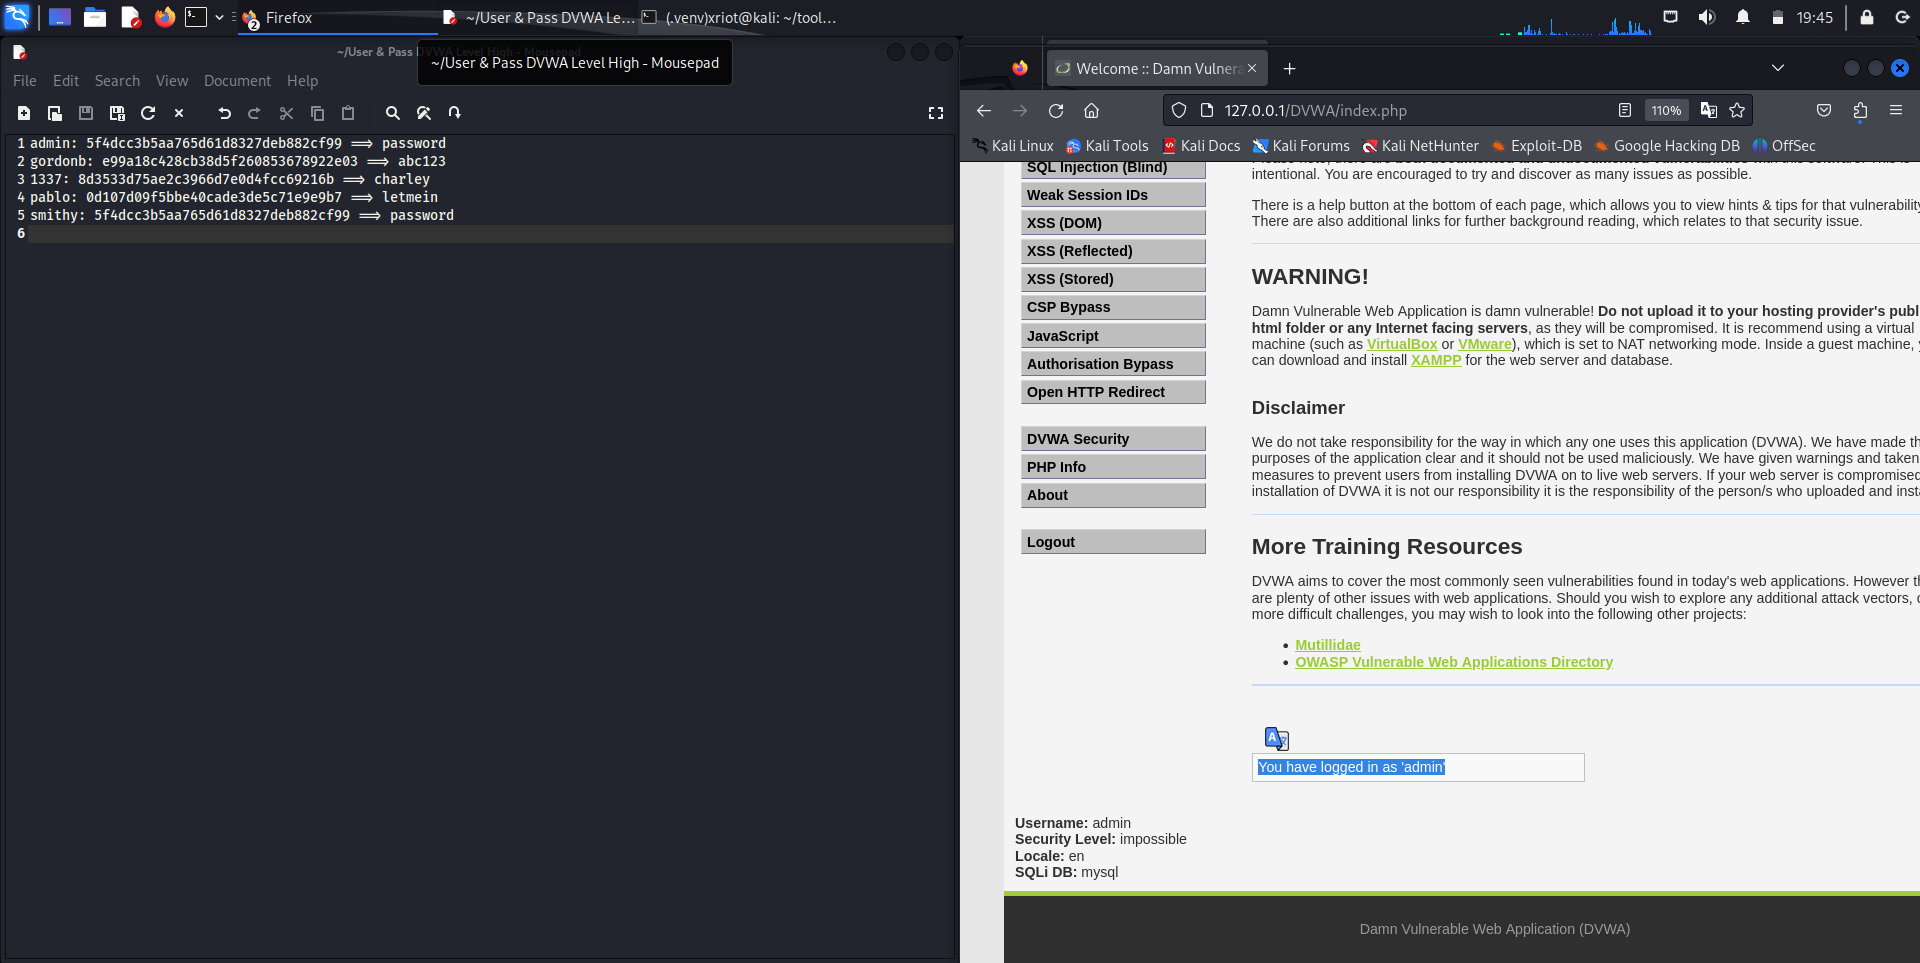 Firefox
2
~/User & Pass DVWA Le...
(.venv)xriot@kali: ~/tool...
19:45
~/User & Pass DVWA Level High - Mousepad
~/User & Pass DVWA Level High - Mousepad
File Edit Search View Document Help
1 admin: 5f4dcc3b5aa765d61d8327deb882cf99 ==> password
2 gordonb: e99a18c428cb38d5f260853678922e03 ==> abc123
3 1337: 8d3533d75ae2c3966d7e0d4fcc69216b ==> charley
4 pablo: 0d107d09f5bbe40cade3de5c71e9e9b7 ==> letmein
5 smithy: 5f4dcc3b5aa765d61d8327deb882cf99 ==> password
6
Welcome :: Damn Vulnera
127.0.0.1/DVWA/index.php
110%
Kali Linux Kali Tools Kali Docs Kali Forums Kali NetHunter Exploit-DB Google Hacking DB OffSec
SQL Injection (Blind)
Weak Session IDs
XSS (DOM)
XSS (Reflected)
XSS (Stored)
CSP Bypass
JavaScript
Authorisation Bypass
Open HTTP Redirect
DVWA Security
PHP Info
About
Logout
intentional. You are encouraged to try and discover as many issues as possible.
There is a help button at the bottom of each page, which allows you to view hints & tips for that vulnerability
There are also additional links for further background reading, which relates to that security issue.
WARNING!
Damn Vulnerable Web Application is damn vulnerable! Do not upload it to your hosting provider's publ
html folder or any Internet facing servers, as they will be compromised. It is recommend using a virtual
machine (such as VirtualBox or VMware), which is set to NAT networking mode. Inside a guest machine,
can download and install XAMPP for the web server and database.
Disclaimer
We do not take responsibility for the way in which any one uses this application (DVWA). We have made th
purposes of the application clear and it should not be used maliciously. We have given warnings and taken
measures to prevent users from installing DVWA on to live web servers. If your web server is compromised
installation of DVWA it is not our responsibility it is the responsibility of the person/s who uploaded and inst
More Training Resources
DVWA aims to cover the most commonly seen vulnerabilities found in today's web applications. However th
are plenty of other issues with web applications. Should you wish to explore any additional attack vectors,
more difficult challenges, you may wish to look into the following other projects:
Mutillidae
OWASP Vulnerable Web Applications Directory
You have logged in as 'admin'
Username: admin
Security Level: impossible
Locale: en
SQLi DB: mysql
Damn Vulnerable Web Application (DVWA)